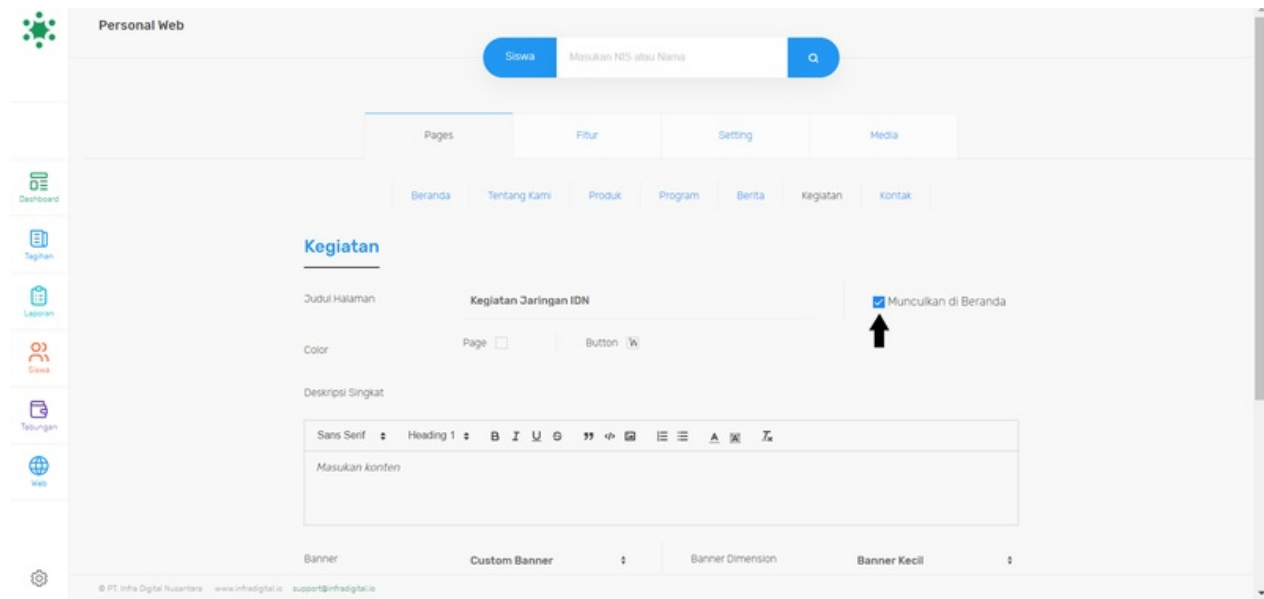 Personal Web
Siswa Masukan NIS atau Nama
Pages Fitur Setting Media
Dashboard
Beranda Tentang Kami Produk Program Berita Kegiatan Kontak
Tagihan
Kegiatan
Laporan
Judul Halaman Kegiatan Jaringan IDN Munculkan di Beranda
Color Page Button
Siswa
Deskripsi Singkat
Tabungan
Sans Serif Heading 1 B I U S
Masukan konten
Web
Banner Custom Banner Banner Dimension Banner Kecil
© PT. Infra Digital Nusantara www.infradigital.io support@infradigital.io